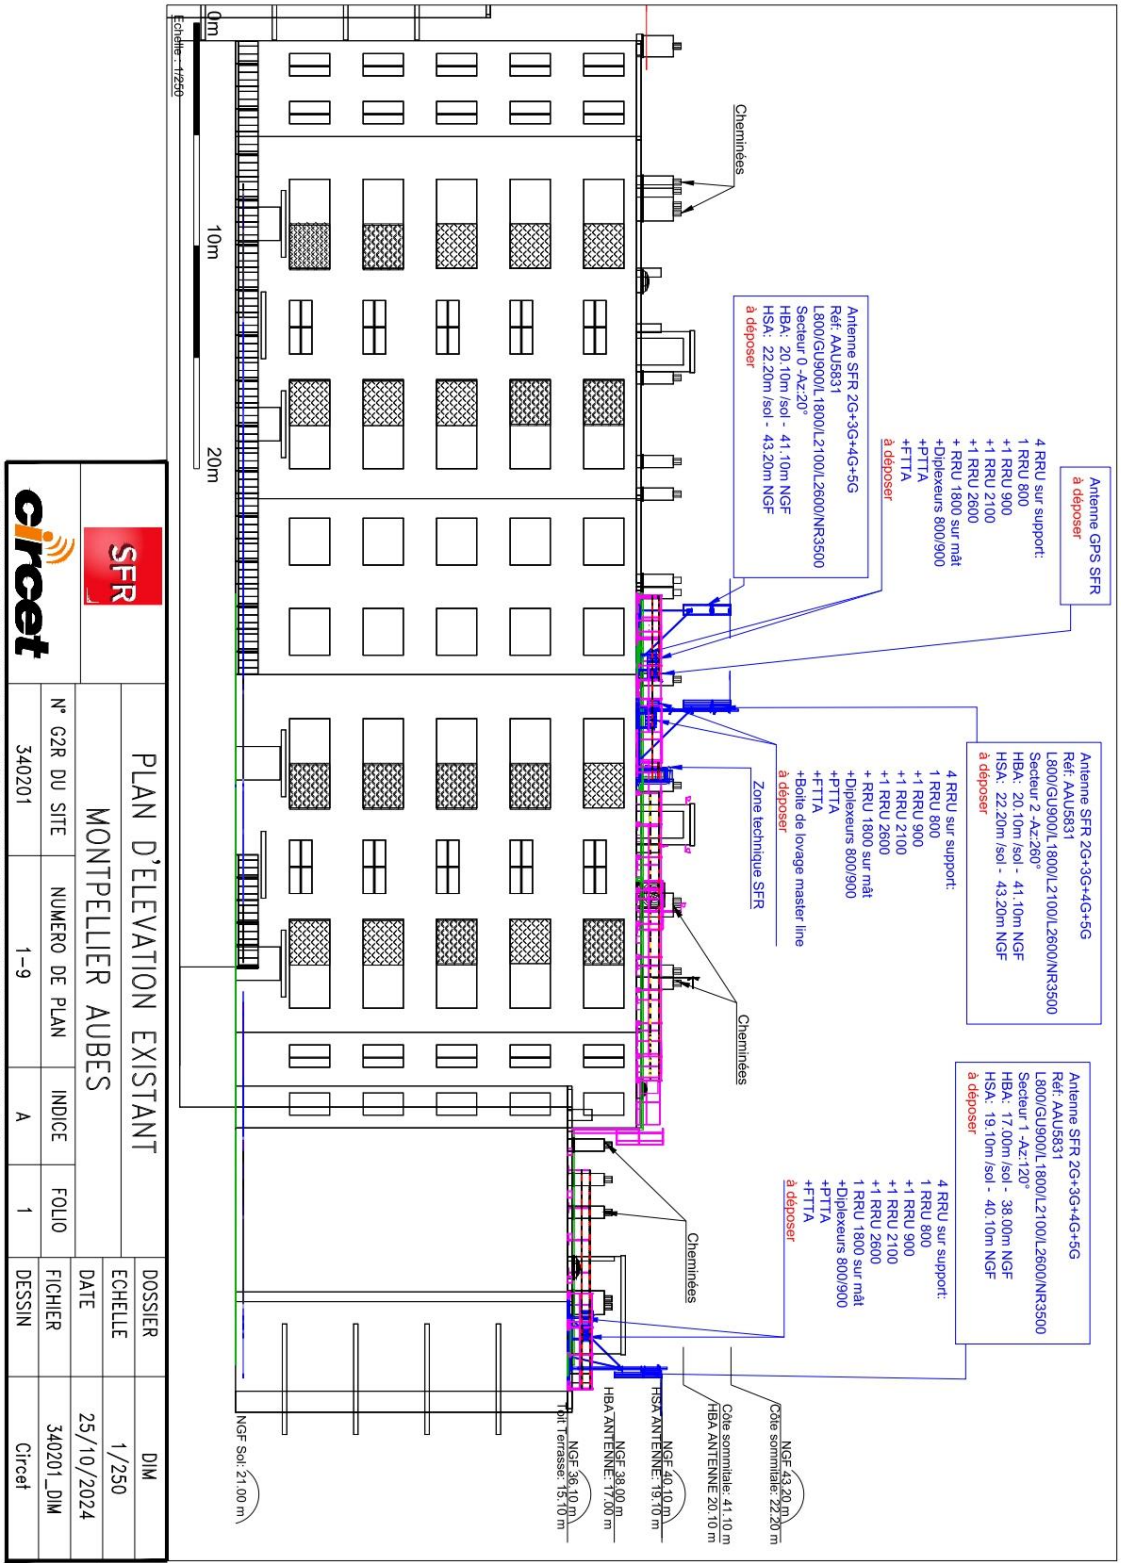 Antenne GPS SFR
à déposer
4 RRU sur support:
1 RRU 800
+1 RRU 900
+1 RRU 2100
+1 RRU 2600
+ 1 RRU 1800 sur mât
+Diplexeurs 800/900
+PTTA
+FTTA
à déposer
Antenne SFR 2G+3G+4G+5G
Réf: AAU5831
L800/GU900/L1800/L2100/L2600/NR3500
Secteur 0 -Az:20°
HBA: 20.10m /sol - 41.10m NGF
HSA: 22.20m /sol - 43.20m NGF
à déposer
Cheminées
Antenne SFR 2G+3G+4G+5G
Réf: AAU5831
L800/GU900/L1800/L2100/L2600/NR3500
Secteur 2 -Az:260°
HBA: 20.10m /sol - 41.10m NGF
HSA: 22.20m /sol - 43.20m NGF
à déposer
4 RRU sur support:
1 RRU 800
+1 RRU 900
+1 RRU 2100
+1 RRU 2600
+ 1 RRU 1800 sur mât
+Diplexeurs 800/900
+PTTA
+FTTA
+Boîte de lovage master line
à déposer
Zone technique SFR
Cheminées
Antenne SFR 2G+3G+4G+5G
Réf: AAU5831
L800/GU900/L1800/L2100/L2600/NR3500
Secteur 1 -Az:120°
HBA: 17.00m /sol - 38.00m NGF
HSA: 19.10m /sol - 40.10m NGF
à déposer
4 RRU sur support:
1 RRU 800
+1 RRU 900
+1 RRU 2100
+1 RRU 2600
1 RRU 1800 sur mât
+Diplexeurs 800/900
+PTTA
+FTTA
à déposer
Cheminées
NGF 43.20 m
Côte sommitale: 22.20 m
Côte sommitale: 41.10 m
HBA ANTENNE 20.10 m
NGF 40.10 m
HSA ANTENNE: 19.10 m
NGF 38.00 m
HBA ANTENNE: 17.00 m
NGF 36.10 m
Toit Terrasse: 15.10 m
NGF Sol: 21.00 m
0m
10m
20m
Echelle : 1/250
SFR
circet
PLAN D'ELEVATION EXISTANT
MONTPELLIER AUBES
N° G2R DU SITE
NUMERO DE PLAN
INDICE
FOLIO
340201
1-9
A
1
DOSSIER
DIM
ECHELLE
1/250
DATE
25/10/2024
FICHIER
340201_DIM
DESSIN
Circet